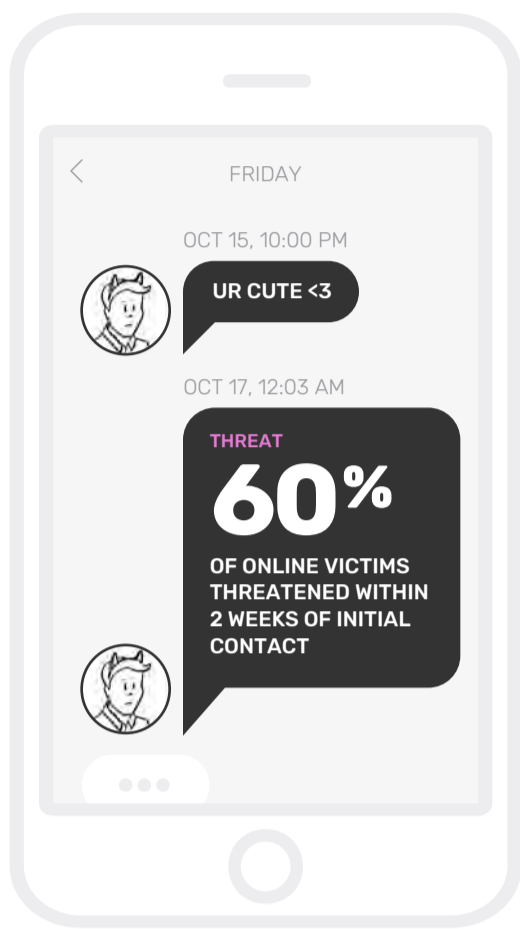 FRIDAY
OCT 15, 10:00 PM
UR CUTE <3
OCT 17, 12:03 AM
THREAT
60%
OF ONLINE VICTIMS
THREATENED WITHIN
2 WEEKS OF INITIAL
CONTACT